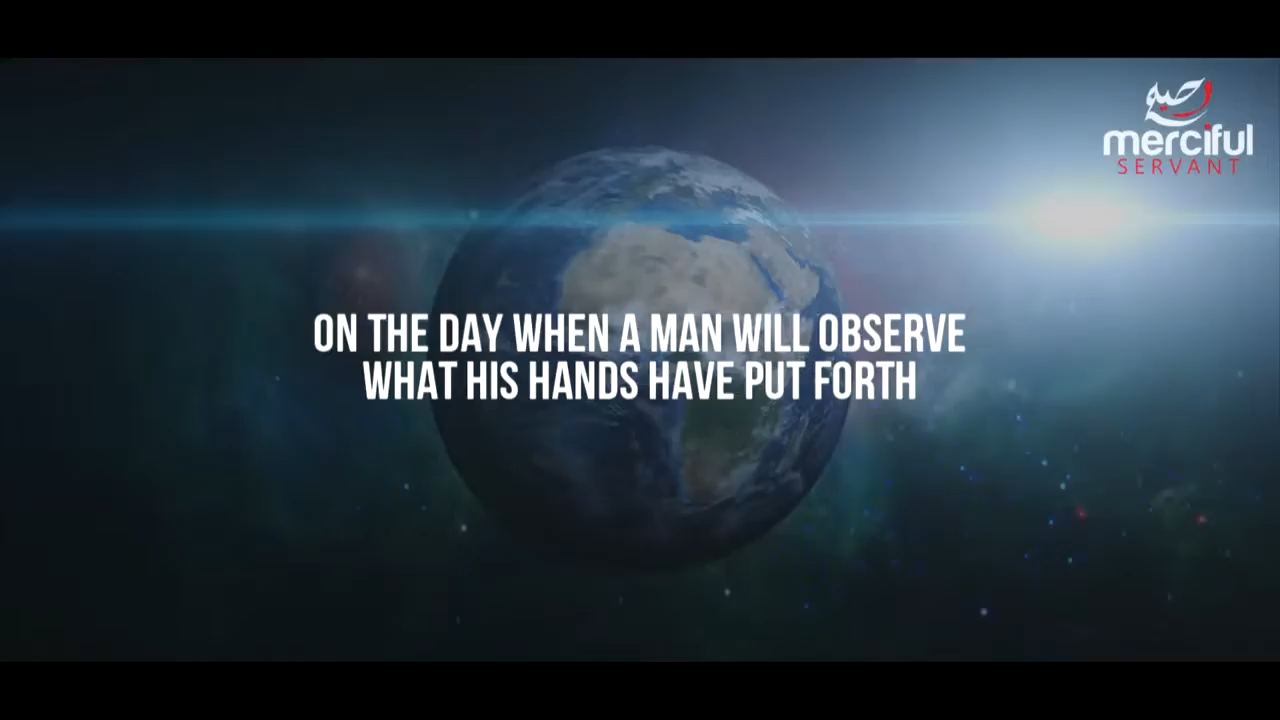 merciful
SERVANT
ON THE DAY WHEN A MAN WILL OBSERVE
WHAT HIS HANDS HAVE PUT FORTH